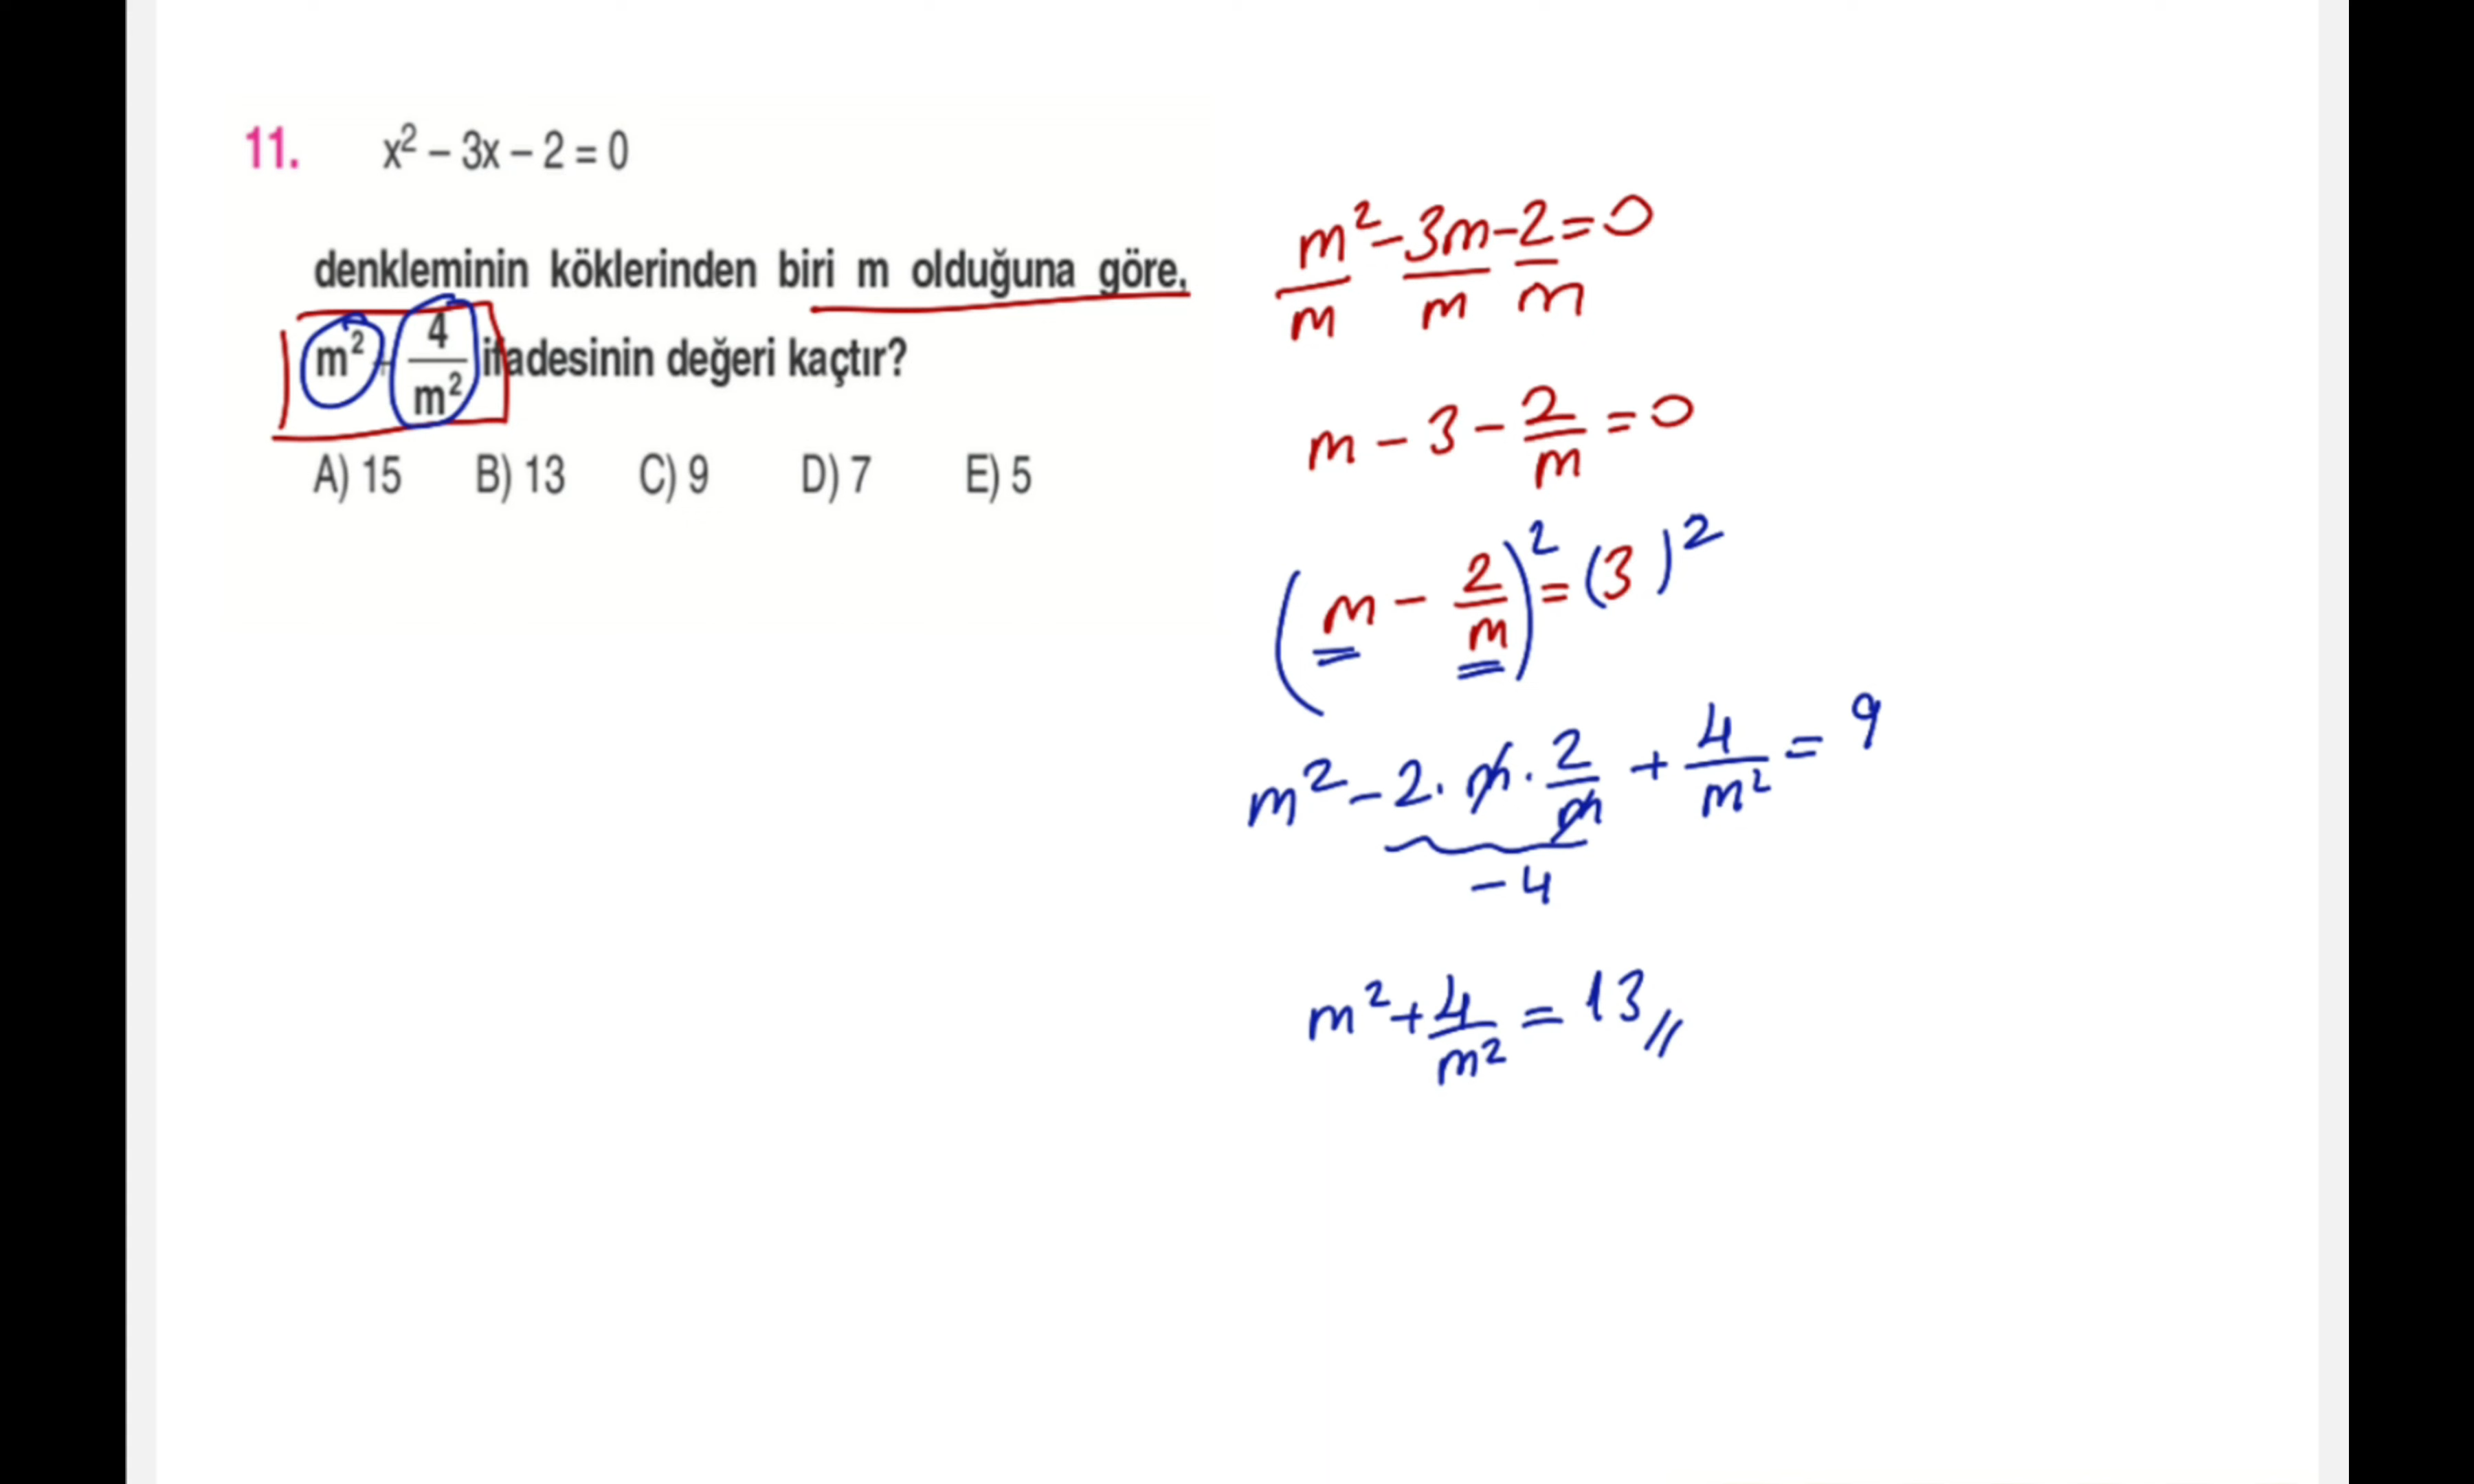 11. x² – 3x – 2 = 0
denkleminin köklerinden biri m olduğuna göre,
m² + 4/m² ifadesinin değeri kaçtır?
A) 15 B) 13 C) 9 D) 7 E) 5
m²/m - 3m/m - 2/m = 0
m - 3 - 2/m = 0
(m - 2/m)² = (3)²
m² - 2 · m · 2/m + 4/m² = 9
- 4
m² + 4/m² = 13